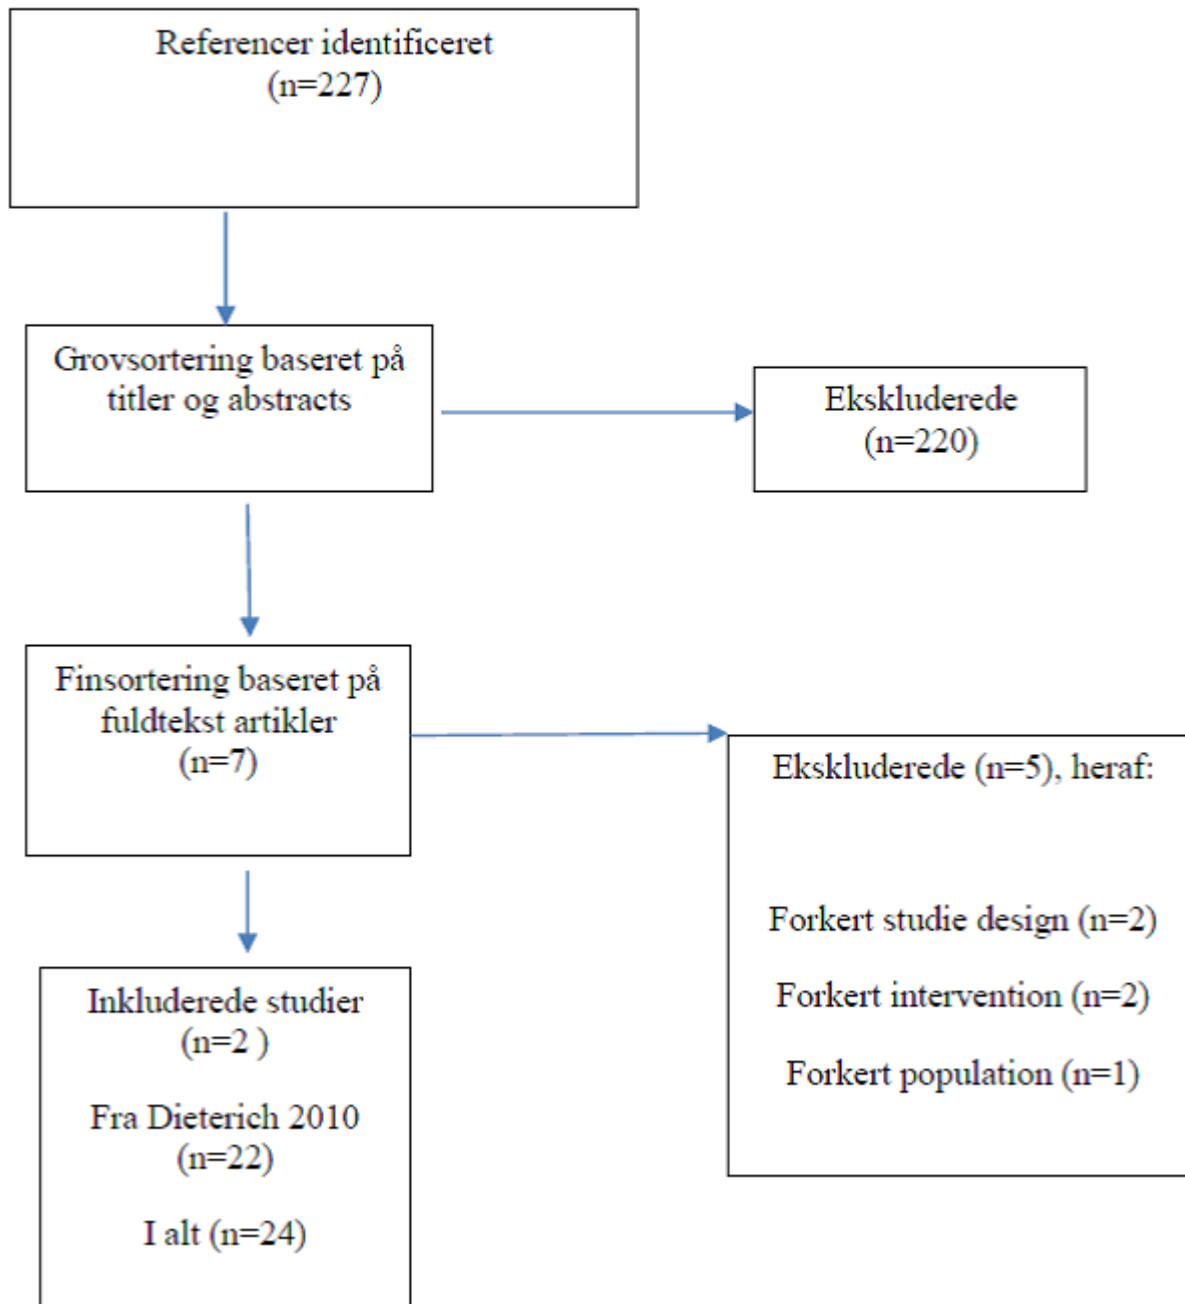 Referencer identificeret
(n=227)
Grovsortering baseret på
titler og abstracts
Ekskluderede
(n=220)
Finsortering baseret på
fuldtekst artikler
(n=7)
Ekskluderede (n=5), heraf:
Forkert studie design (n=2)
Forkert intervention (n=2)
Forkert population (n=1)
Inkluderede studier
(n=2 )
Fra Dieterich 2010
(n=22)
I alt (n=24)